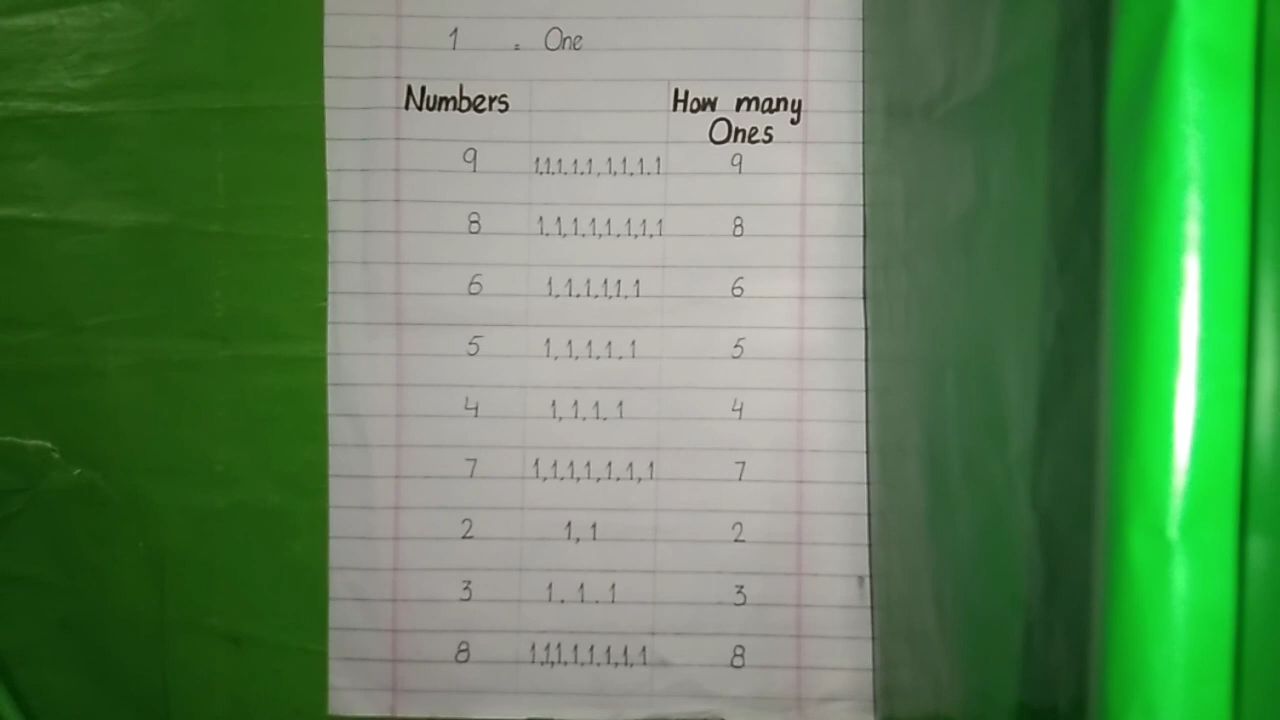 1 = One
Numbers How many
Ones
9 1.1.1.1.1.1.1.1.1 9
8 1.1,1.1,1.1,1,1 8
6 1.1.1.1,1.1 6
5 1,1,1.1.1 5
4 1,1.1.1 4
7 1,1.1,1,1,1,1 7
2 1,1 2
3 1.1.1 3
8 1.1,1.1.1.1.1.1 8